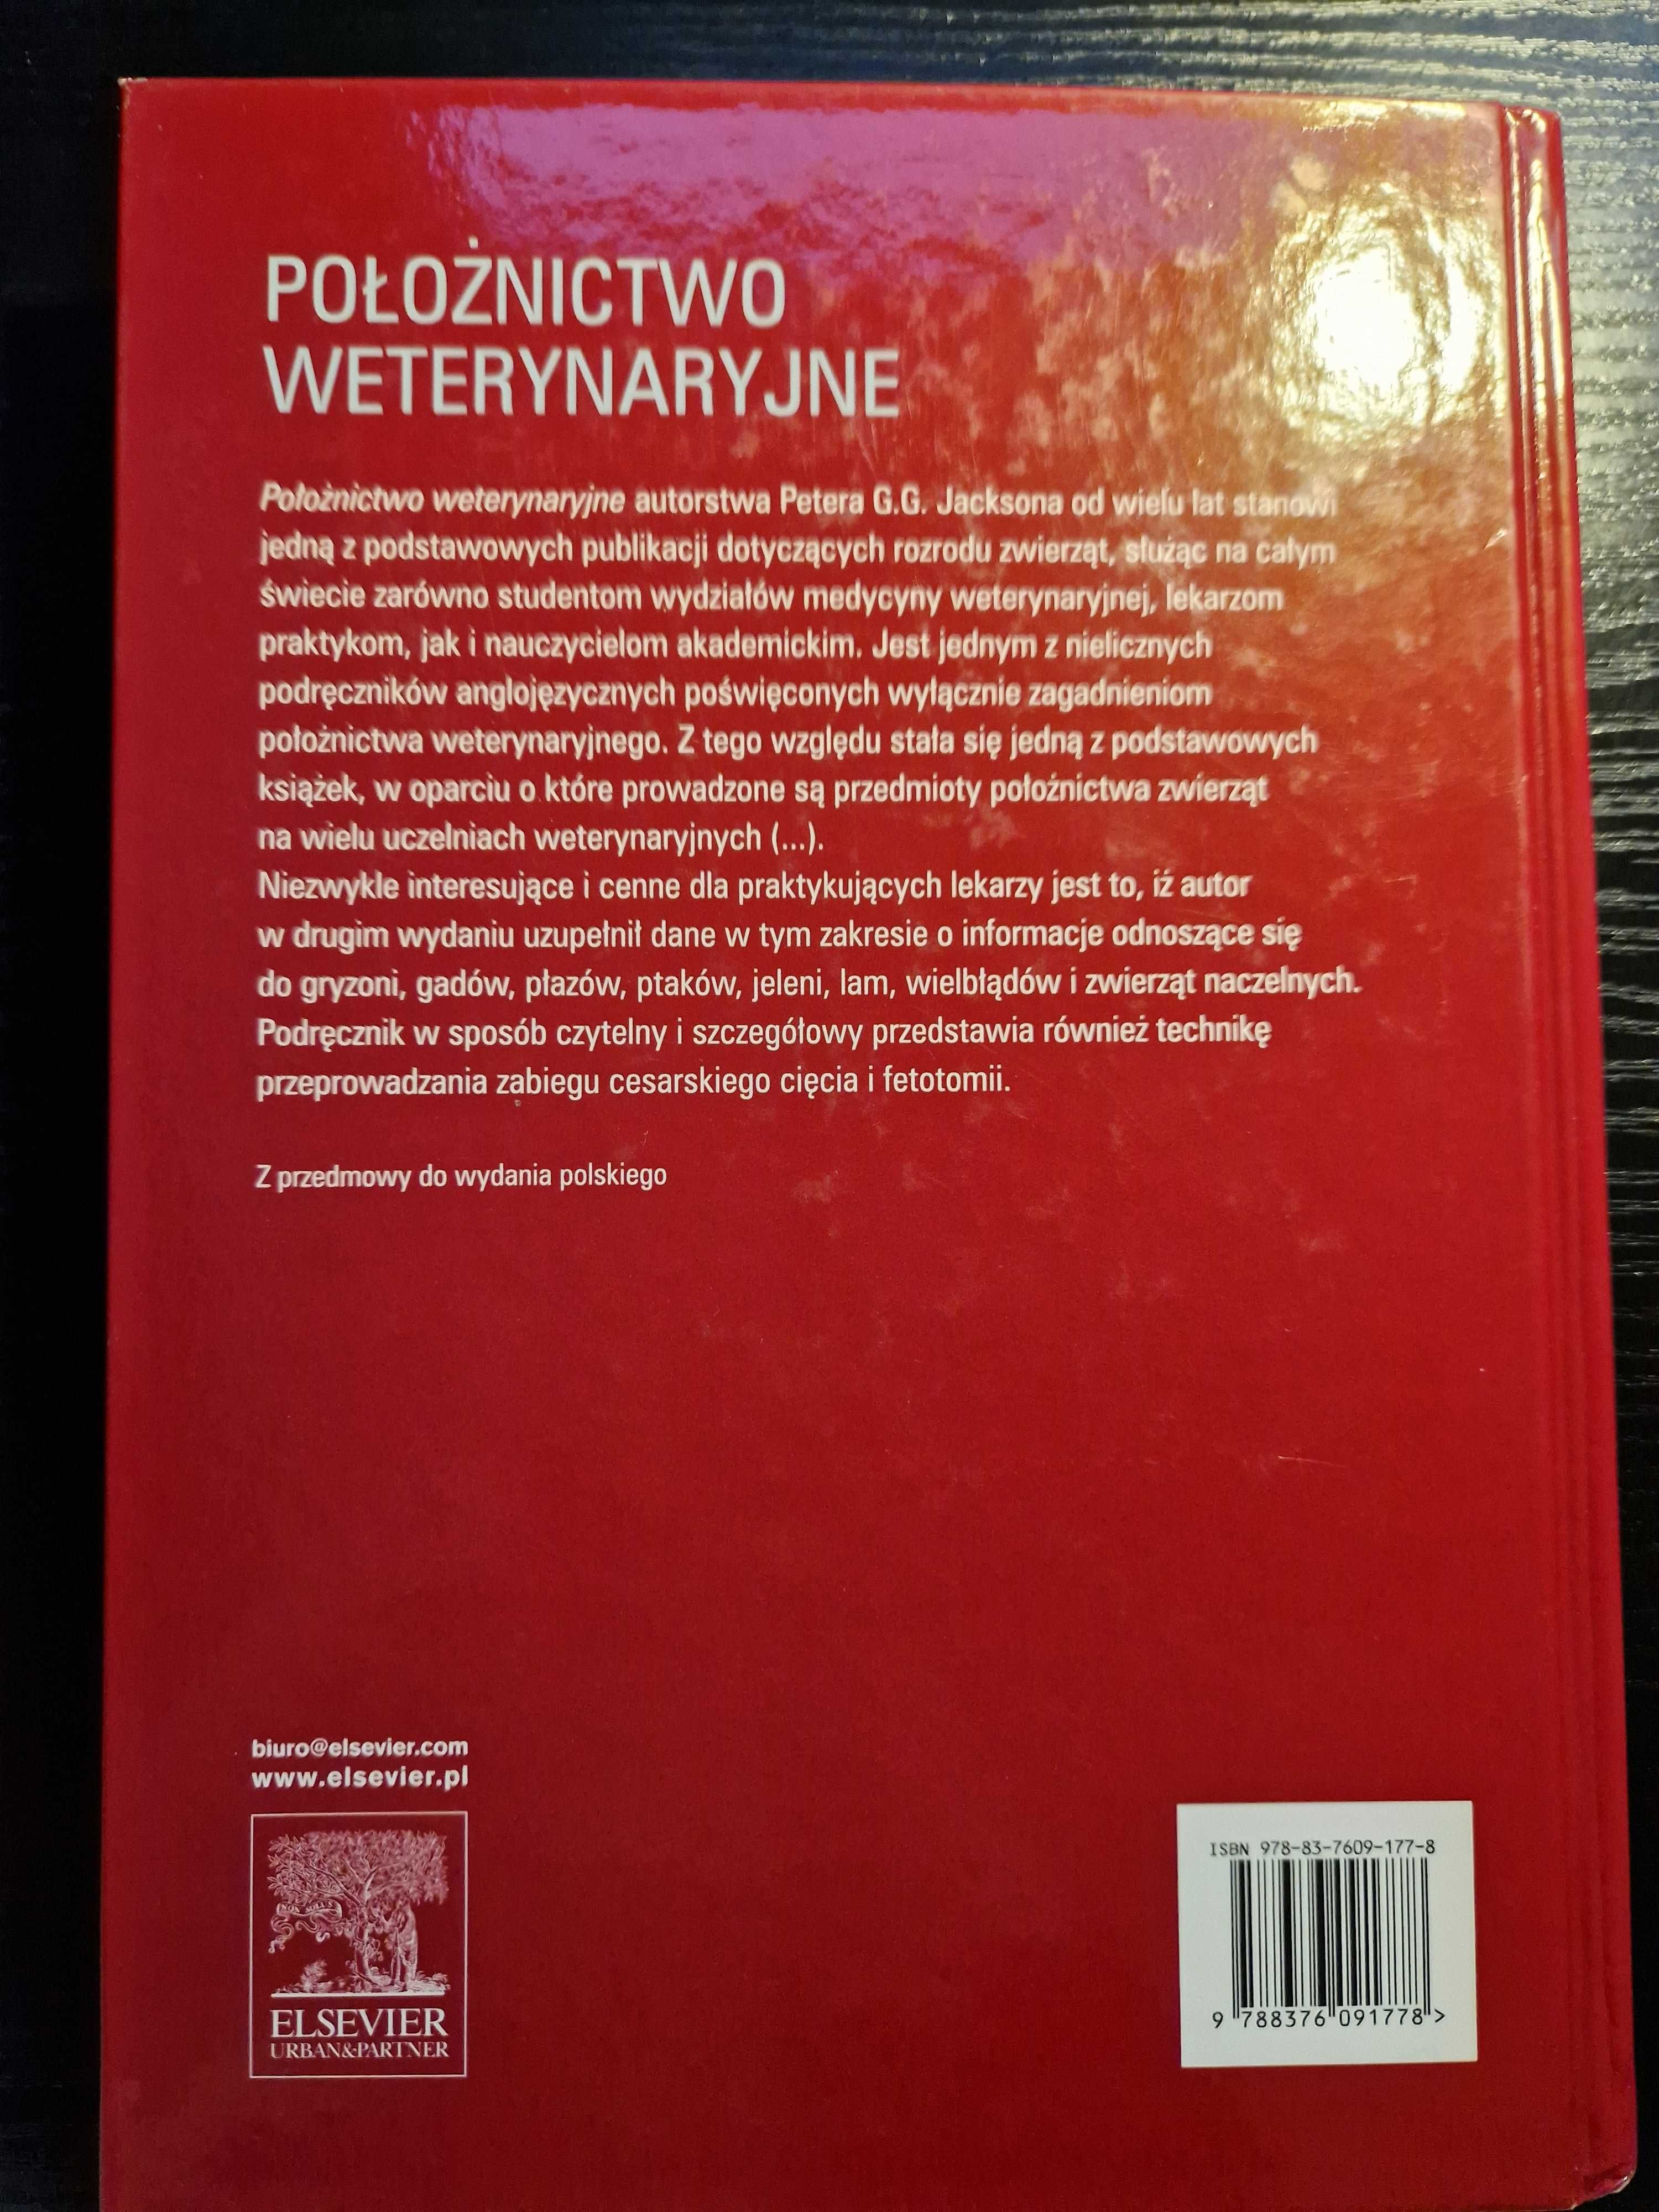 POŁOŻNICTWO
WETERYNARYJNE
Położnictwo weterynaryjne autorstwa Petera G.G. Jacksona od wielu lat stanowi
jedną z podstawowych publikacji dotyczących rozrodu zwierząt, służąc na całym
świecie zarówno studentom wydziałów medycyny weterynaryjnej, lekarzom
praktykom, jak i nauczycielom akademickim. Jest jednym z nielicznych
podręczników anglojęzycznych poświęconych wyłącznie zagadnieniom
położnictwa weterynaryjnego. Z tego względu stała się jedną z podstawowych
książek, w oparciu o które prowadzone są przedmioty położnictwa zwierząt
na wielu uczelniach weterynaryjnych (...).
Niezwykle interesujące i cenne dla praktykujących lekarzy jest to, iż autor
w drugim wydaniu uzupełnił dane w tym zakresie o informacje odnoszące się
do gryzoni, gadów, płazów, ptaków, jeleni, lam, wielbłądów i zwierząt naczelnych.
Podręcznik w sposób czytelny i szczegółowy przedstawia również technikę
przeprowadzania zabiegu cesarskiego cięcia i fetotomii.
Z przedmowy do wydania polskiego
biuro@elsevier.com
www.elsevier.pl
ELSEVIER
URBAN&PARTNER
ISBN 978-83-7609-177-8
9 788376 091778 >